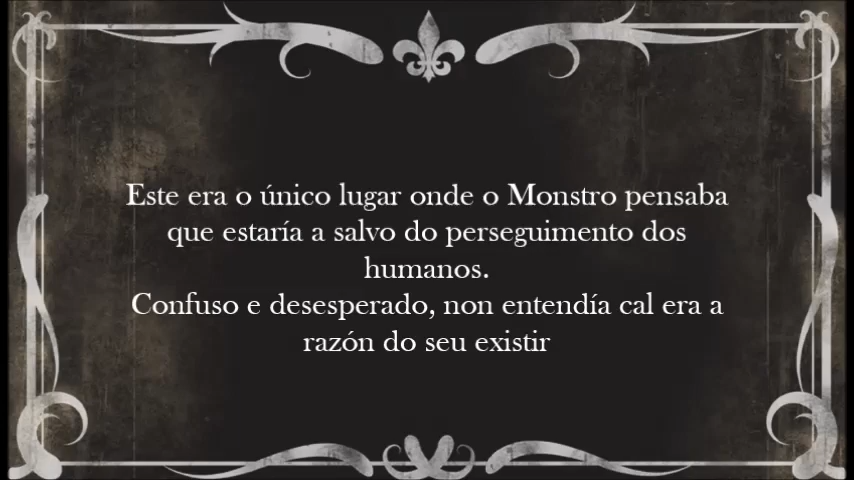 Este era o único lugar onde o Monstro pensaba
que estaría a salvo do perseguimento dos
humanos.
Confuso e desesperado, non entendía cal era a
razón do seu existir